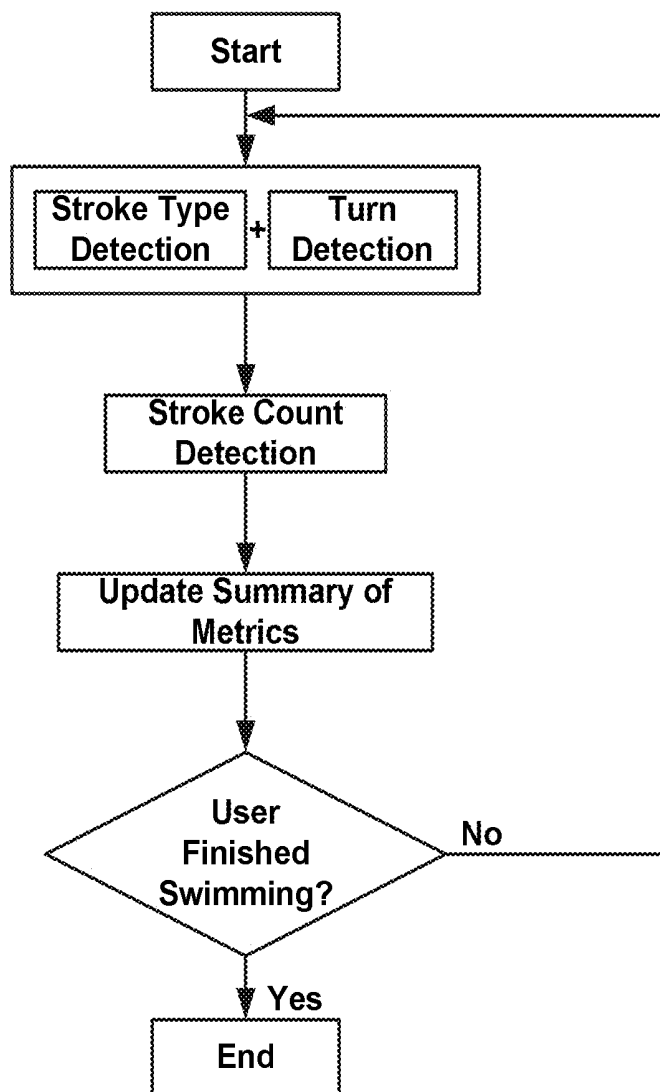 Start
Stroke Type
Detection
+
Turn
Detection
Stroke Count
Detection
Update Summary of
Metrics
User
Finished
Swimming?
No
Yes
End